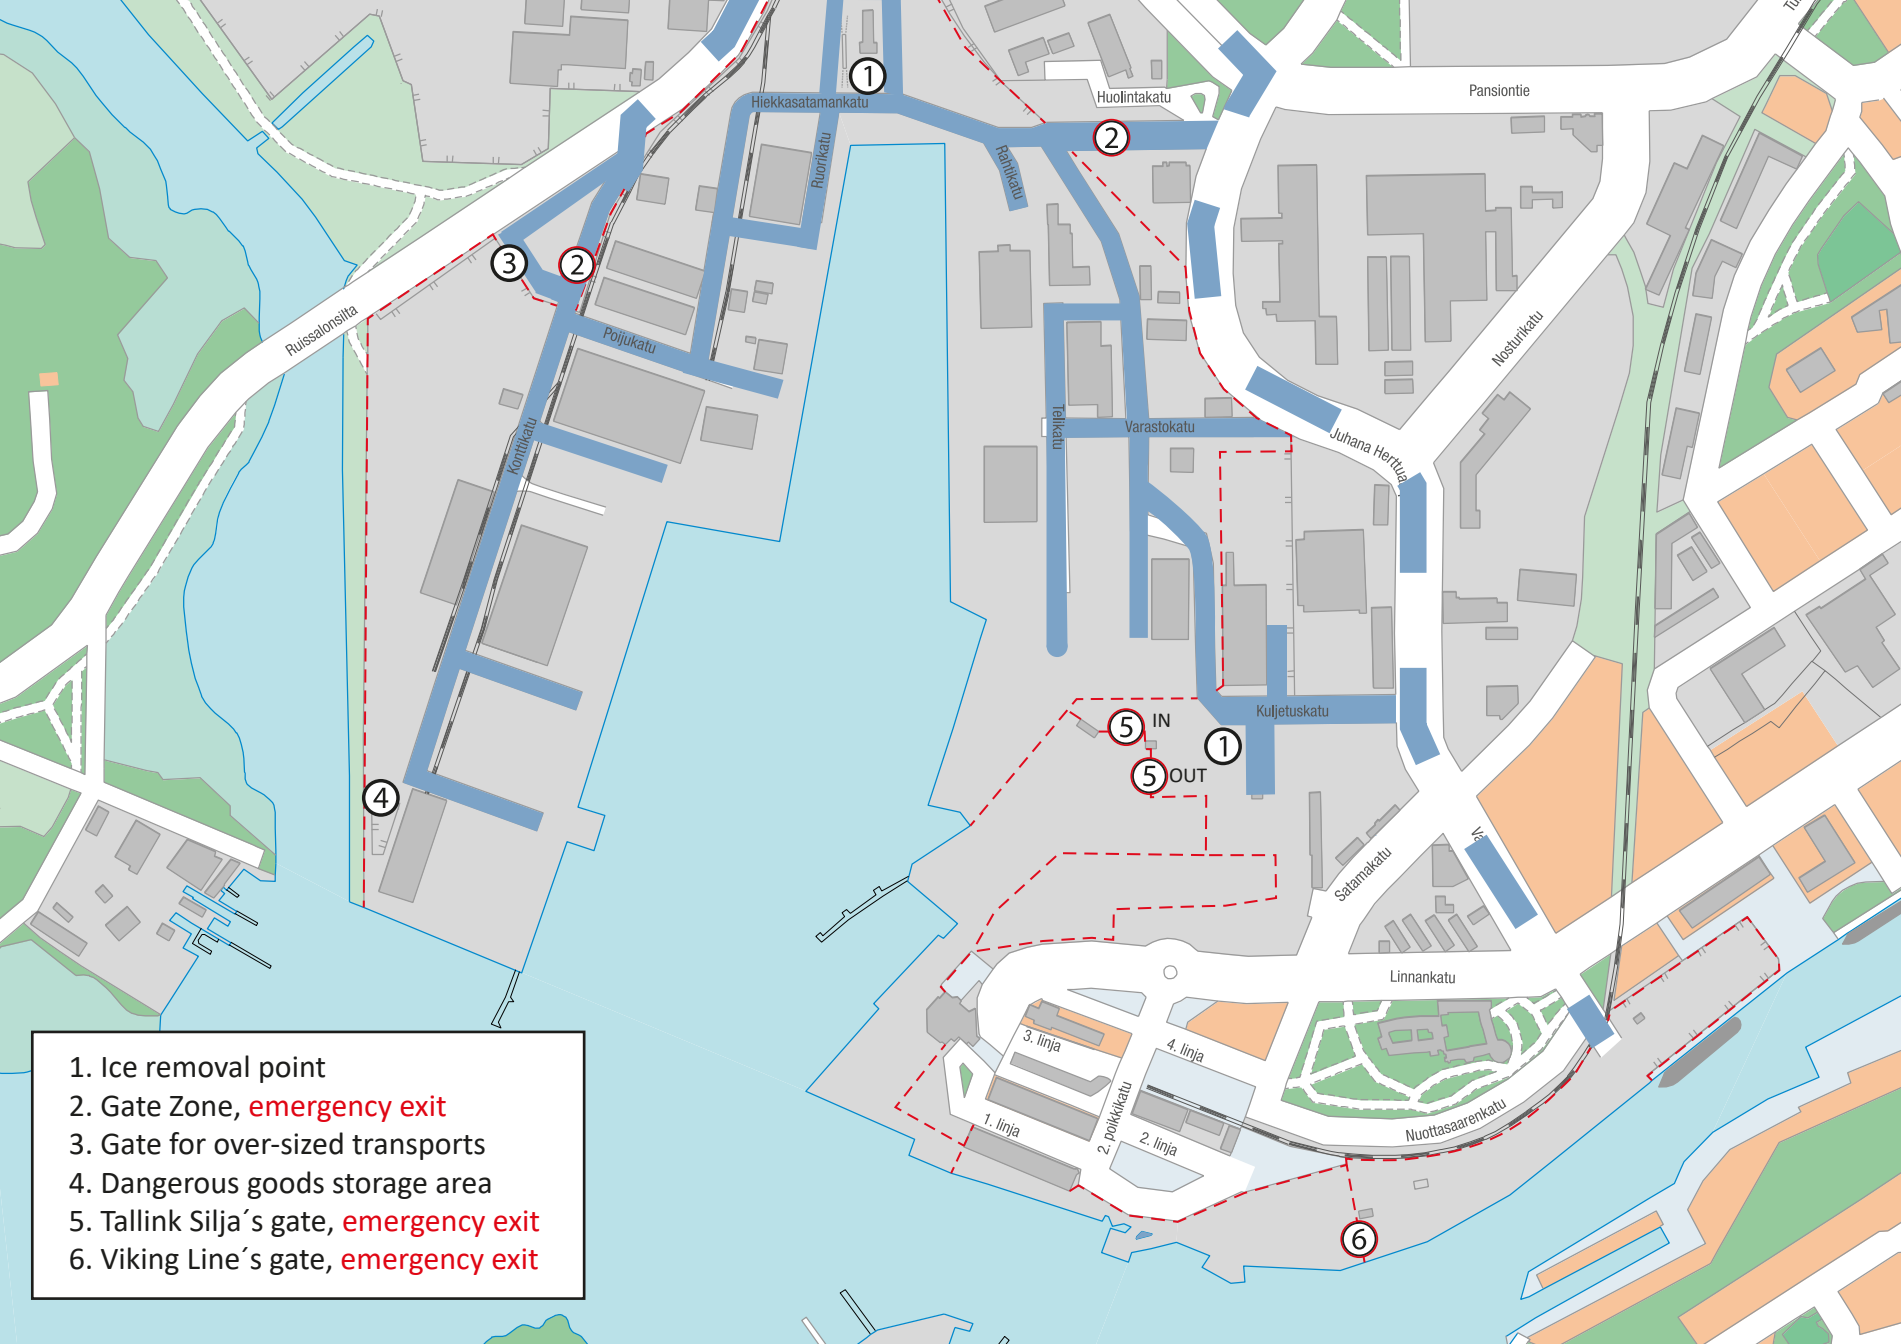 Tu
1
Hiekkasatamankatu
Huolintakatu
Pansiontie
2
Ruorikatu
Rahtikatu
3
2
Ruissalonsilta
Poijukatu
Nosturikatu
Konttikatu
Telikatu
Varastokatu
Juhana Herttua
5 IN
Kuljetuskatu
1
5 OUT
4
Va
Satamakatu
Linnankatu
3. linja
4. linja
1. linja
2. poikkikatu
2. linja
Nuottasaarenkatu
6
1. Ice removal point
2. Gate Zone, emergency exit
3. Gate for over-sized transports
4. Dangerous goods storage area
5. Tallink Silja´s gate, emergency exit
6. Viking Line´s gate, emergency exit